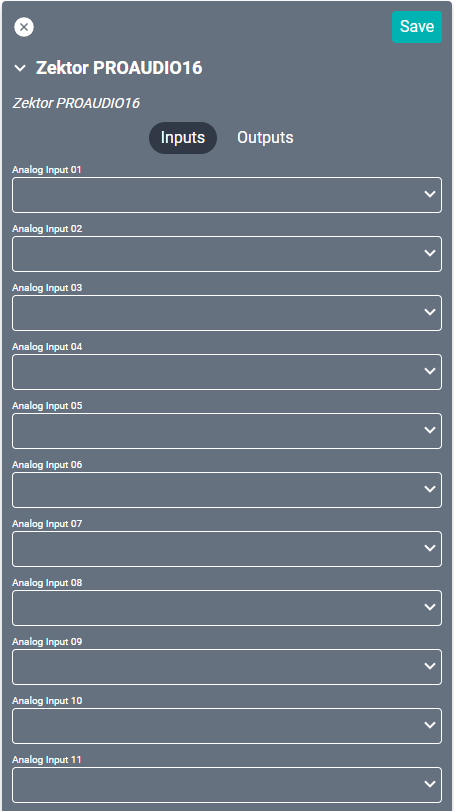 Save
Zektor PROAUDIO16
Zektor PROAUDIO16
Inputs Outputs
Analog Input 01
Analog Input 02
Analog Input 03
Analog Input 04
Analog Input 05
Analog Input 06
Analog Input 07
Analog Input 08
Analog Input 09
Analog Input 10
Analog Input 11